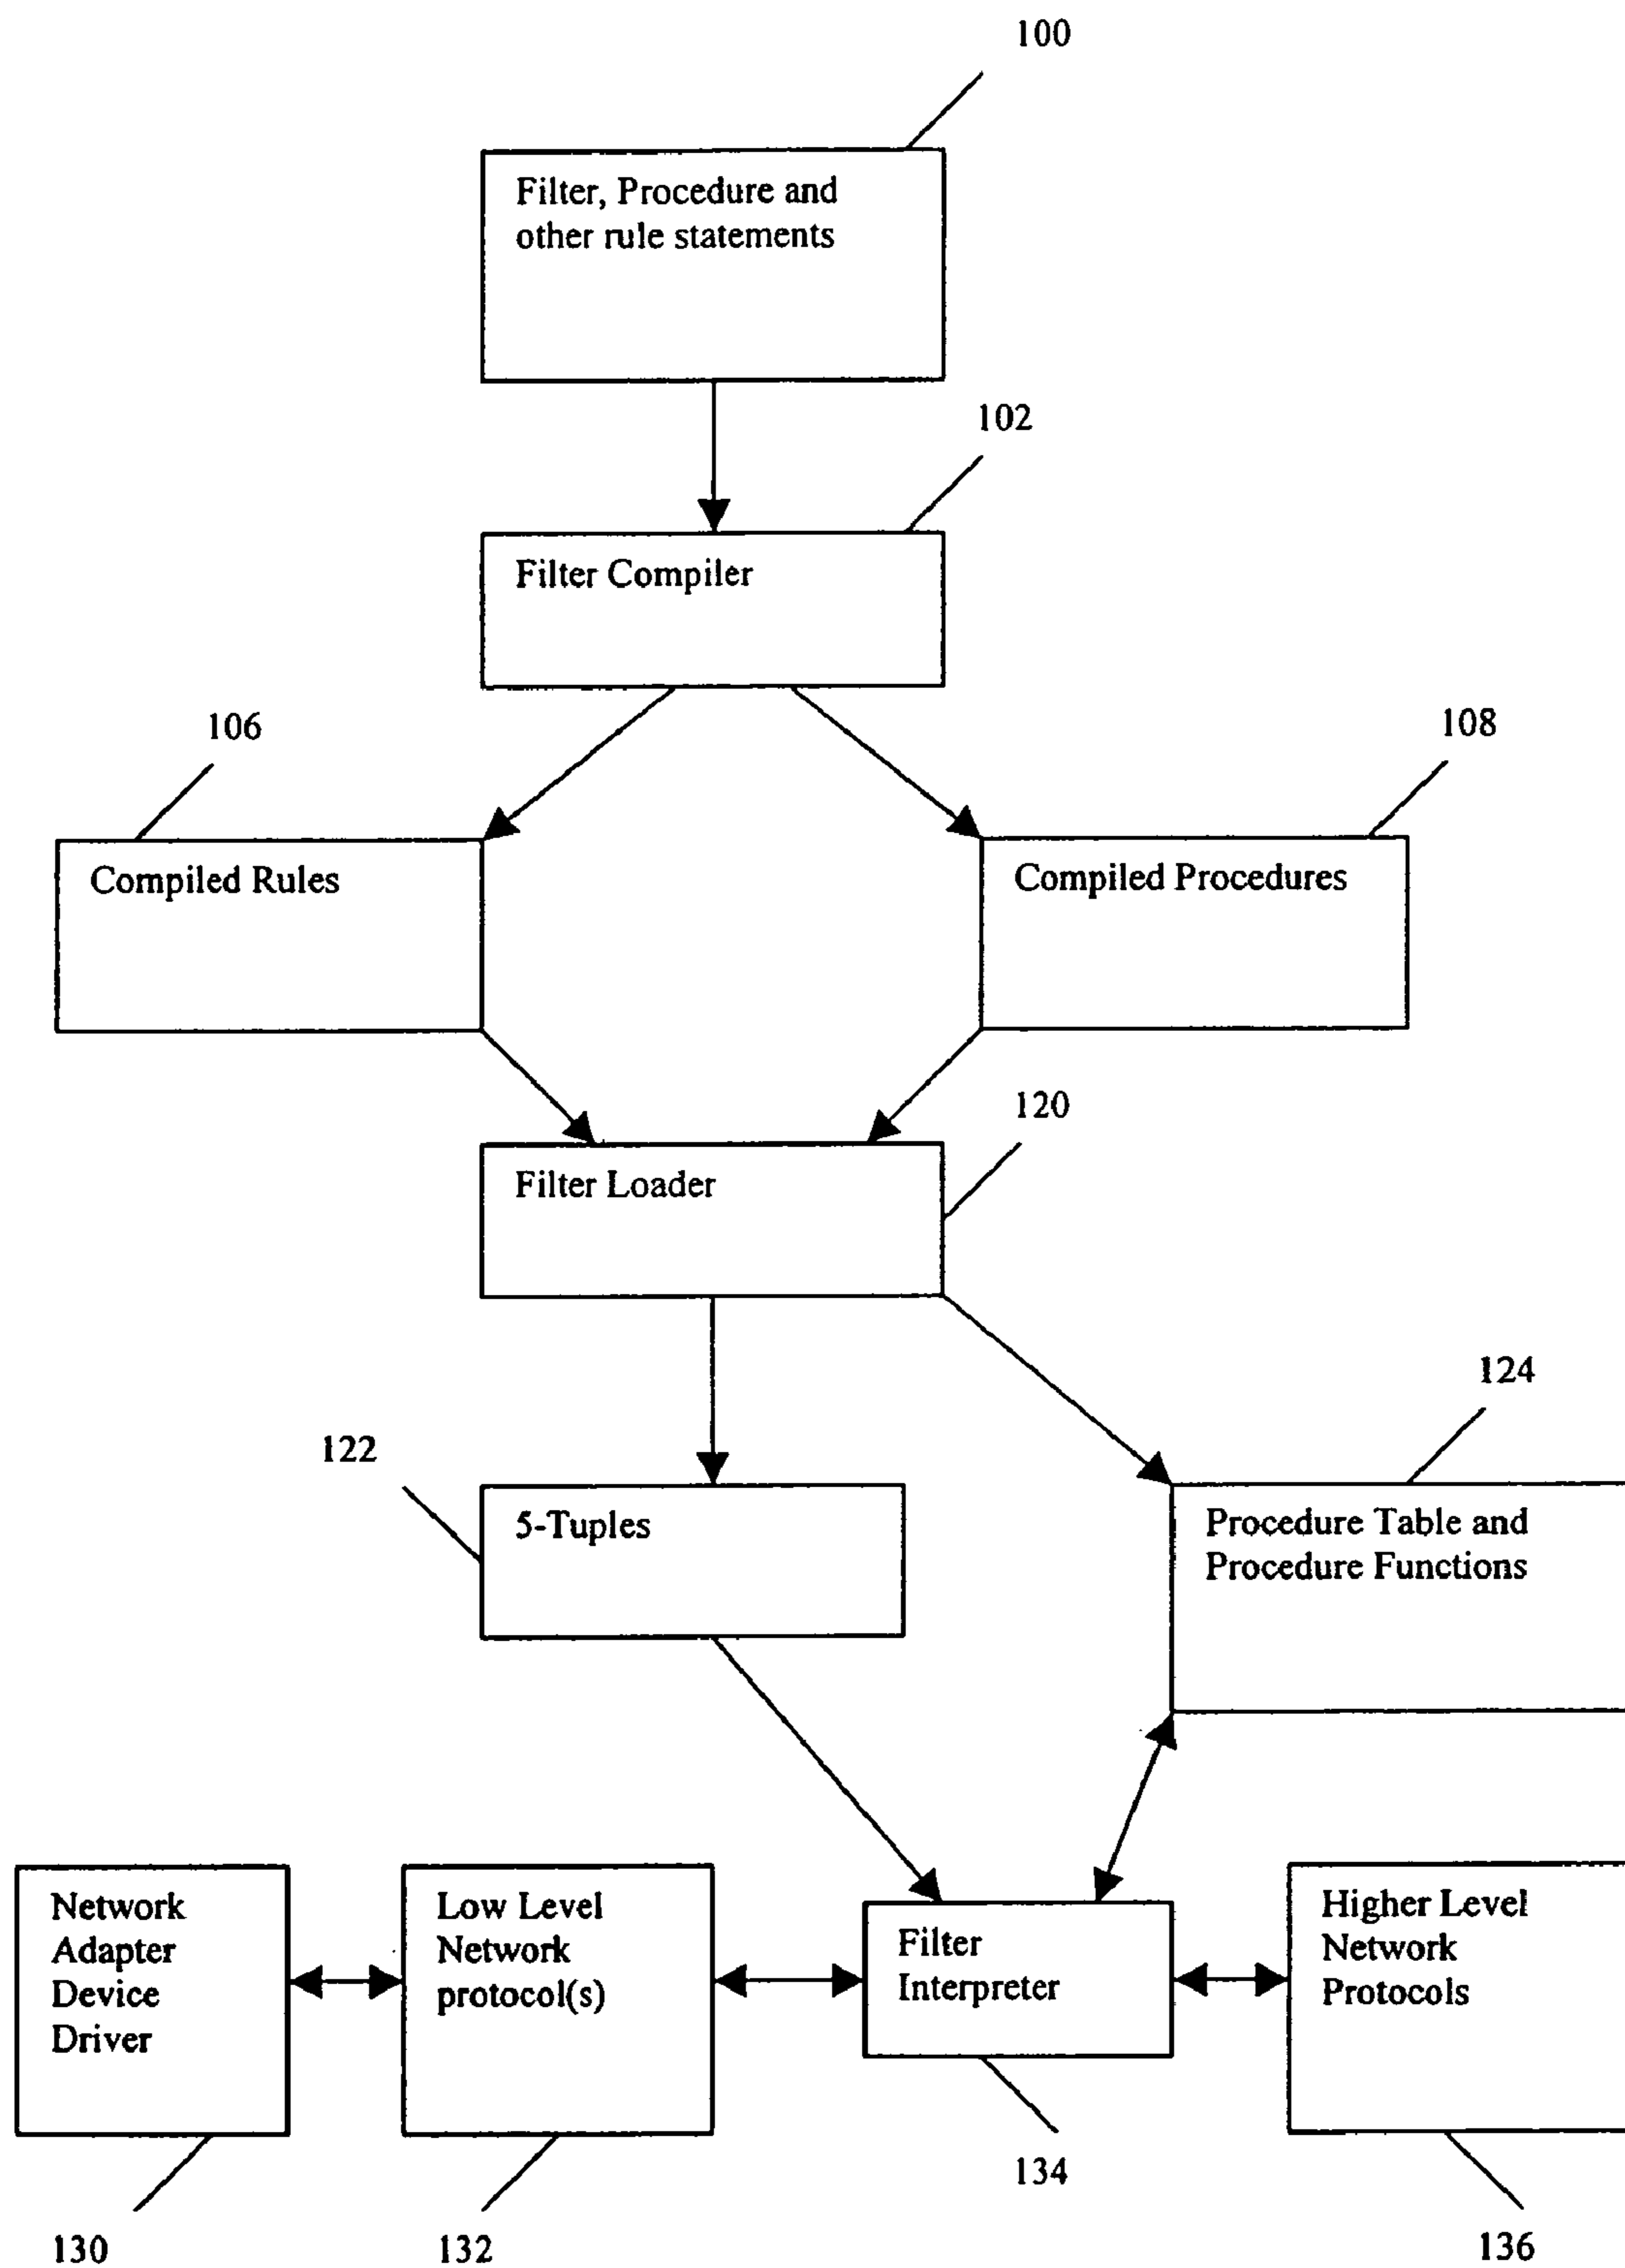 100
Filter, Procedure and
other rule statements
102
Filter Compiler
106
108
Compiled Rules
Compiled Procedures
120
Filter Loader
124
122
5-Tuples
Procedure Table and
Procedure Functions
Network
Adapter
Device
Driver
Low Level
Network
protocol(s)
Filter
Interpreter
Higher Level
Network
Protocols
134
130
132
136